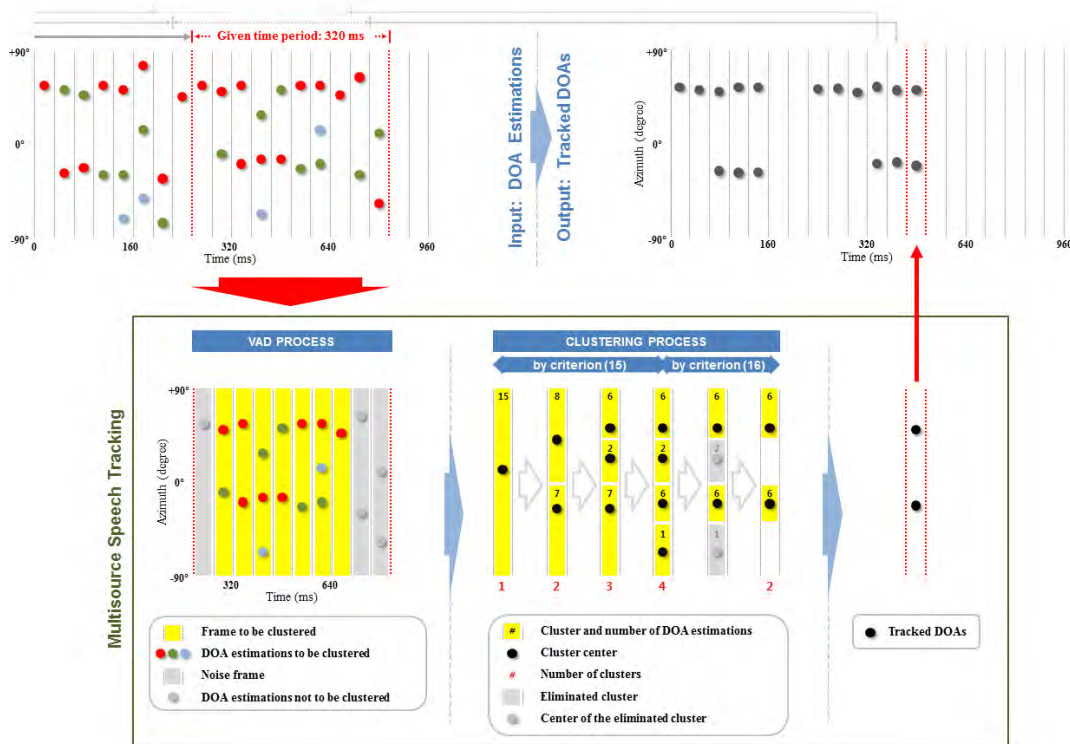 Given time period: 320 ms
+90°
0°
-90°
Azimuth (degree)
0
160
320
640
960
Time (ms)
Input: DOA Estimations
Output: Tracked DOAs
+90°
0°
-90°
Azimuth (degree)
0
160
320
640
960
Time (ms)
Multisource Speech Tracking
VAD PROCESS
+90°
0°
-90°
Azimuth (degree)
320
640
Time (ms)
Frame to be clustered
DOA estimations to be clustered
Noise frame
DOA estimations not to be clustered
CLUSTERING PROCESS
by criterion (15)
by criterion (16)
15
8
6
6
6
6
2
2
2
7
7
6
6
6
1
1
1
2
3
4
2
# Cluster and number of DOA estimations
Cluster center
# Number of clusters
Eliminated cluster
Center of the eliminated cluster
Tracked DOAs